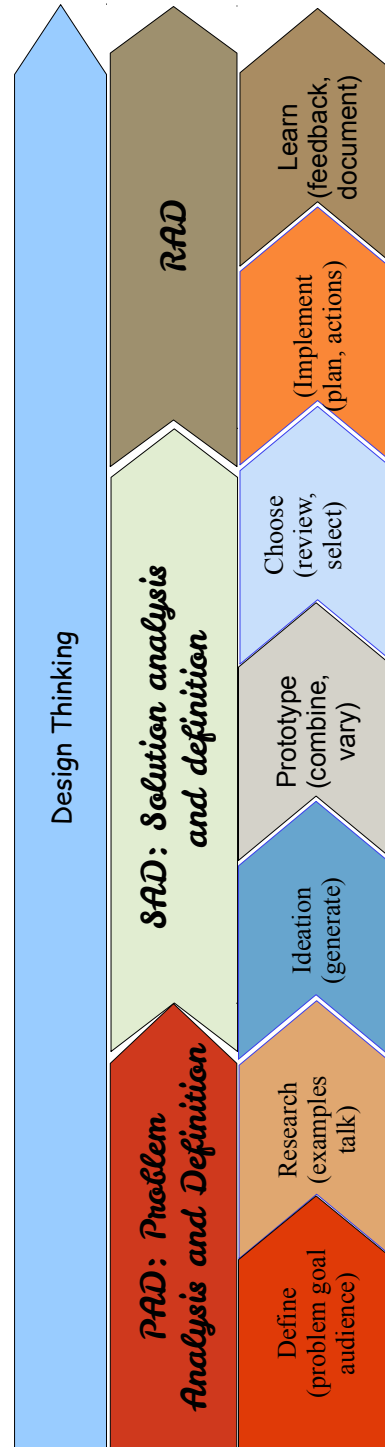 Design Thinking
PAD: Problem
Analysis and Definition
SAD: Solution analysis
and definition
RAD
Define
(problem goal
audience)
Research
(examples
talk)
Ideation
(generate)
Prototype
(combine,
vary)
Choose
(review,
select)
(Implement
(plan, actions)
Learn
(feedback,
document)